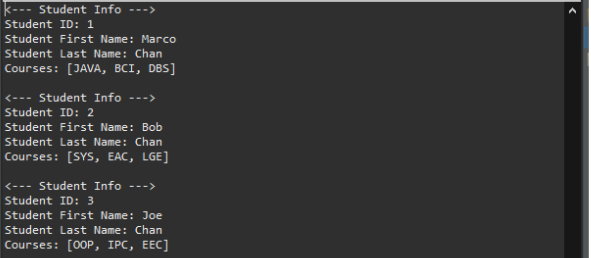 <--- Student Info --->
Student ID: 1
Student First Name: Marco
Student Last Name: Chan
Courses: [JAVA, BCI, DBS]
<--- Student Info --->
Student ID: 2
Student First Name: Bob
Student Last Name: Chan
Courses: [SYS, EAC, LGE]
<--- Student Info --->
Student ID: 3
Student First Name: Joe
Student Last Name: Chan
Courses: [OOP, IPC, EEC]